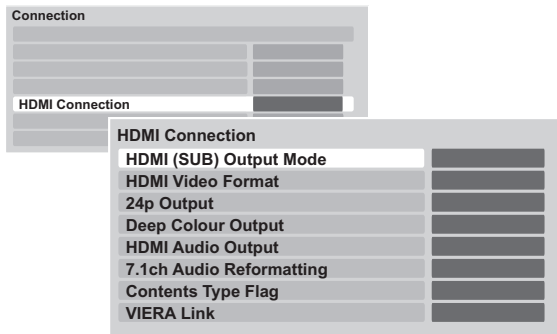 Connection
HDMI Connection
HDMI Connection
HDMI (SUB) Output Mode
HDMI Video Format
24p Output
Deep Colour Output
HDMI Audio Output
7.1ch Audio Reformatting
Contents Type Flag
VIERA Link